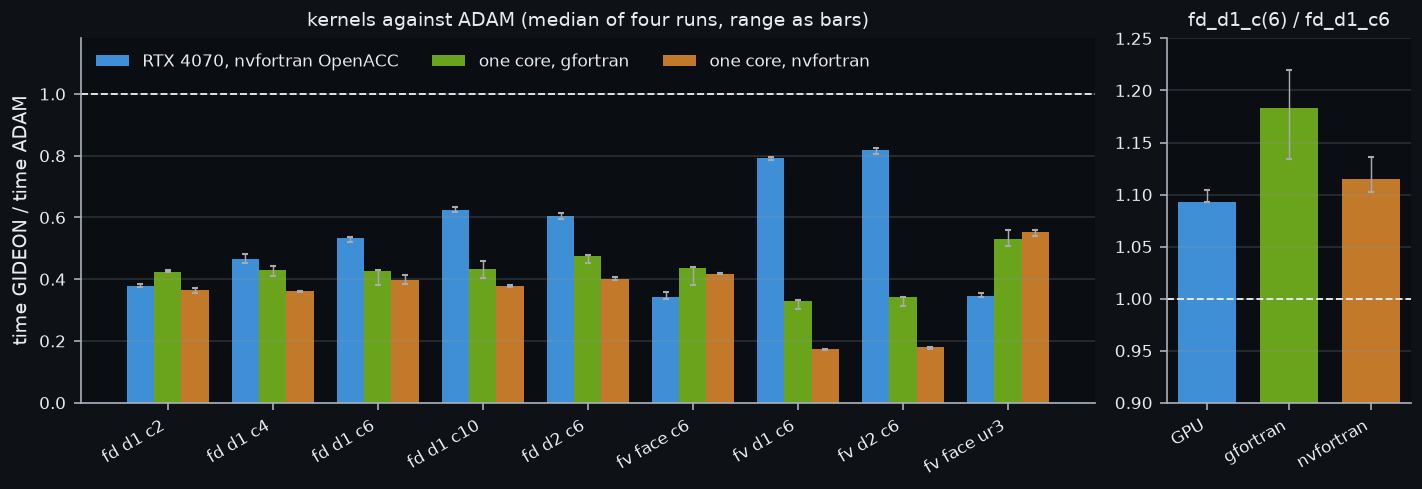 kernels against ADAM (median of four runs, range as bars)
RTX 4070, nvfortran OpenACC
one core, gfortran
one core, nvfortran
time GIDEON / time ADAM
1.0
0.8
0.6
0.4
0.2
0.0
fd d1 c2
fd d1 c4
fd d1 c6
fd d1 c10
fd d2 c6
fv face c6
fv d1 c6
fv d2 c6
fv face ur3
fd_d1_c(6) / fd_d1_c6
1.25
1.20
1.15
1.10
1.05
1.00
0.95
0.90
GPU
gfortran
nvfortran